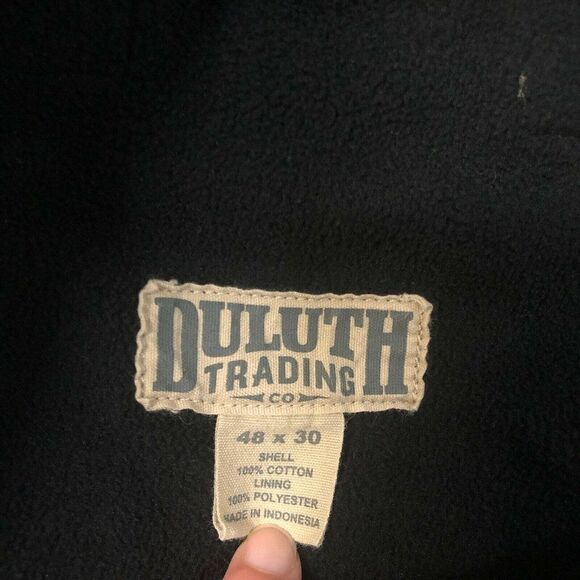 DULUTH
TRADING
CO
48 x 30
SHELL
100% COTTON
LINING
100% POLYESTER
MADE IN INDONESIA